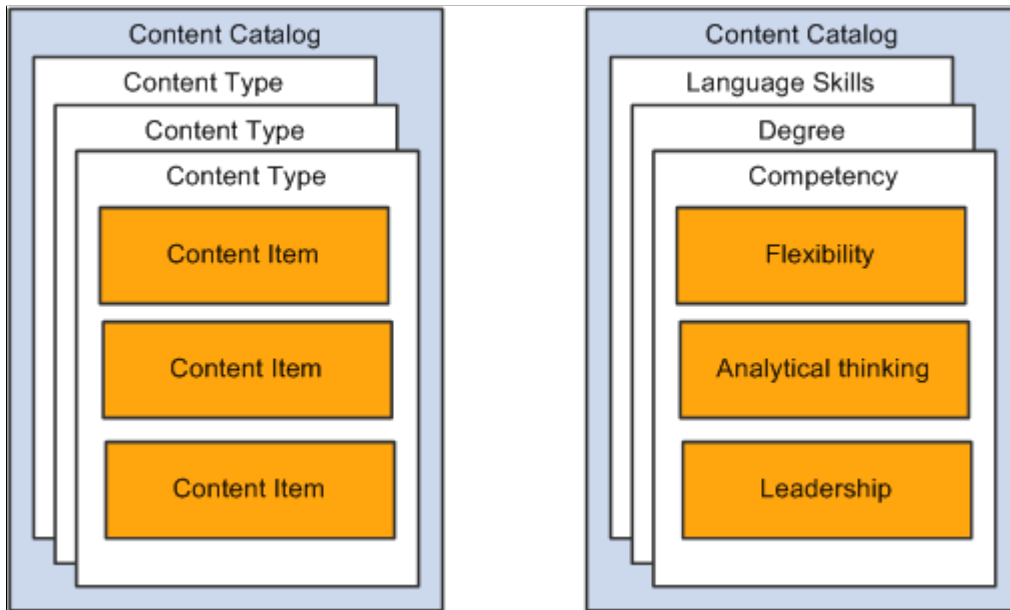 Content Catalog
Content Type
Content Type
Content Type
Content Item
Content Item
Content Item
Content Catalog
Language Skills
Degree
Competency
Flexibility
Analytical thinking
Leadership